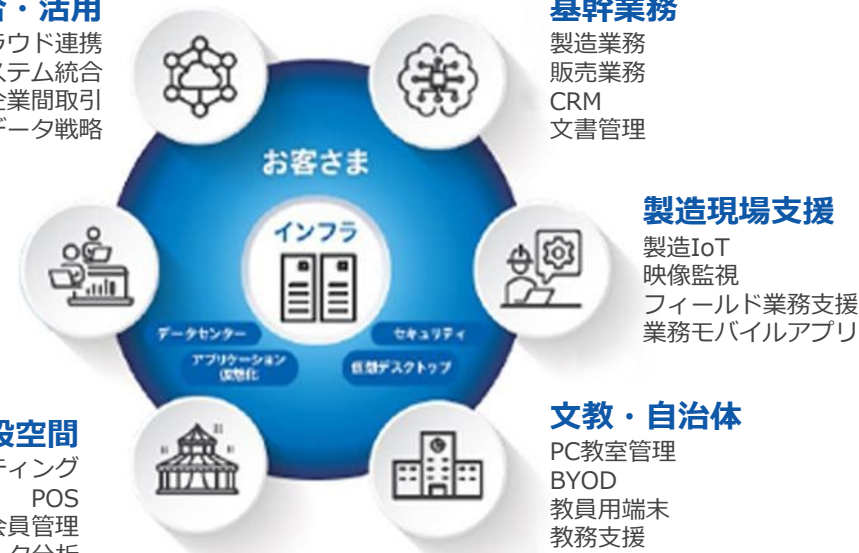 合・活用
ラウド連携
ステム統合
企業間取引
データ戦略
基幹業務
製造業務
販売業務
CRM
文書管理
お客さま
インフラ
製造現場支援
製造IoT
映像監視
フィールド業務支援
業務モバイルアプリ
データセンター
セキュリティ
アプリケーション
仮想化
仮想デスクトップ
設空間
ティング
POS
会員管理
タ分析
文教・自治体
PC教室管理
BYOD
教員用端末
教務支援